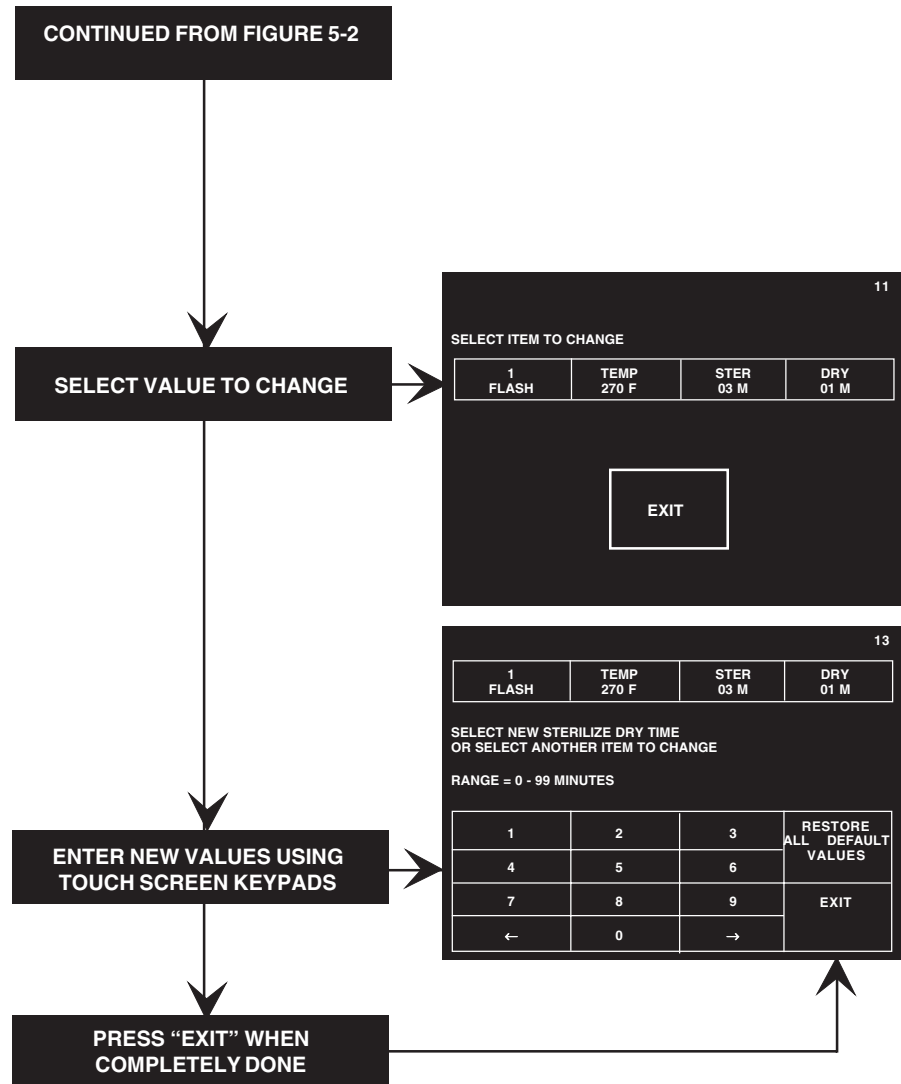 CONTINUED FROM FIGURE 5-2
11
SELECT ITEM TO CHANGE
SELECT VALUE TO CHANGE
1 TEMP STER DRY
FLASH 270 F 03 M 01 M
EXIT
13
1 TEMP STER DRY
FLASH 270 F 03 M 01 M
SELECT NEW STERILIZE DRY TIME
OR SELECT ANOTHER ITEM TO CHANGE
RANGE = 0 - 99 MINUTES
ENTER NEW VALUES USING
TOUCH SCREEN KEYPADS
1 2 3
4 5 6
7 8 9
← 0 →
RESTORE
ALL DEFAULT
VALUES
EXIT
PRESS “EXIT” WHEN
COMPLETELY DONE